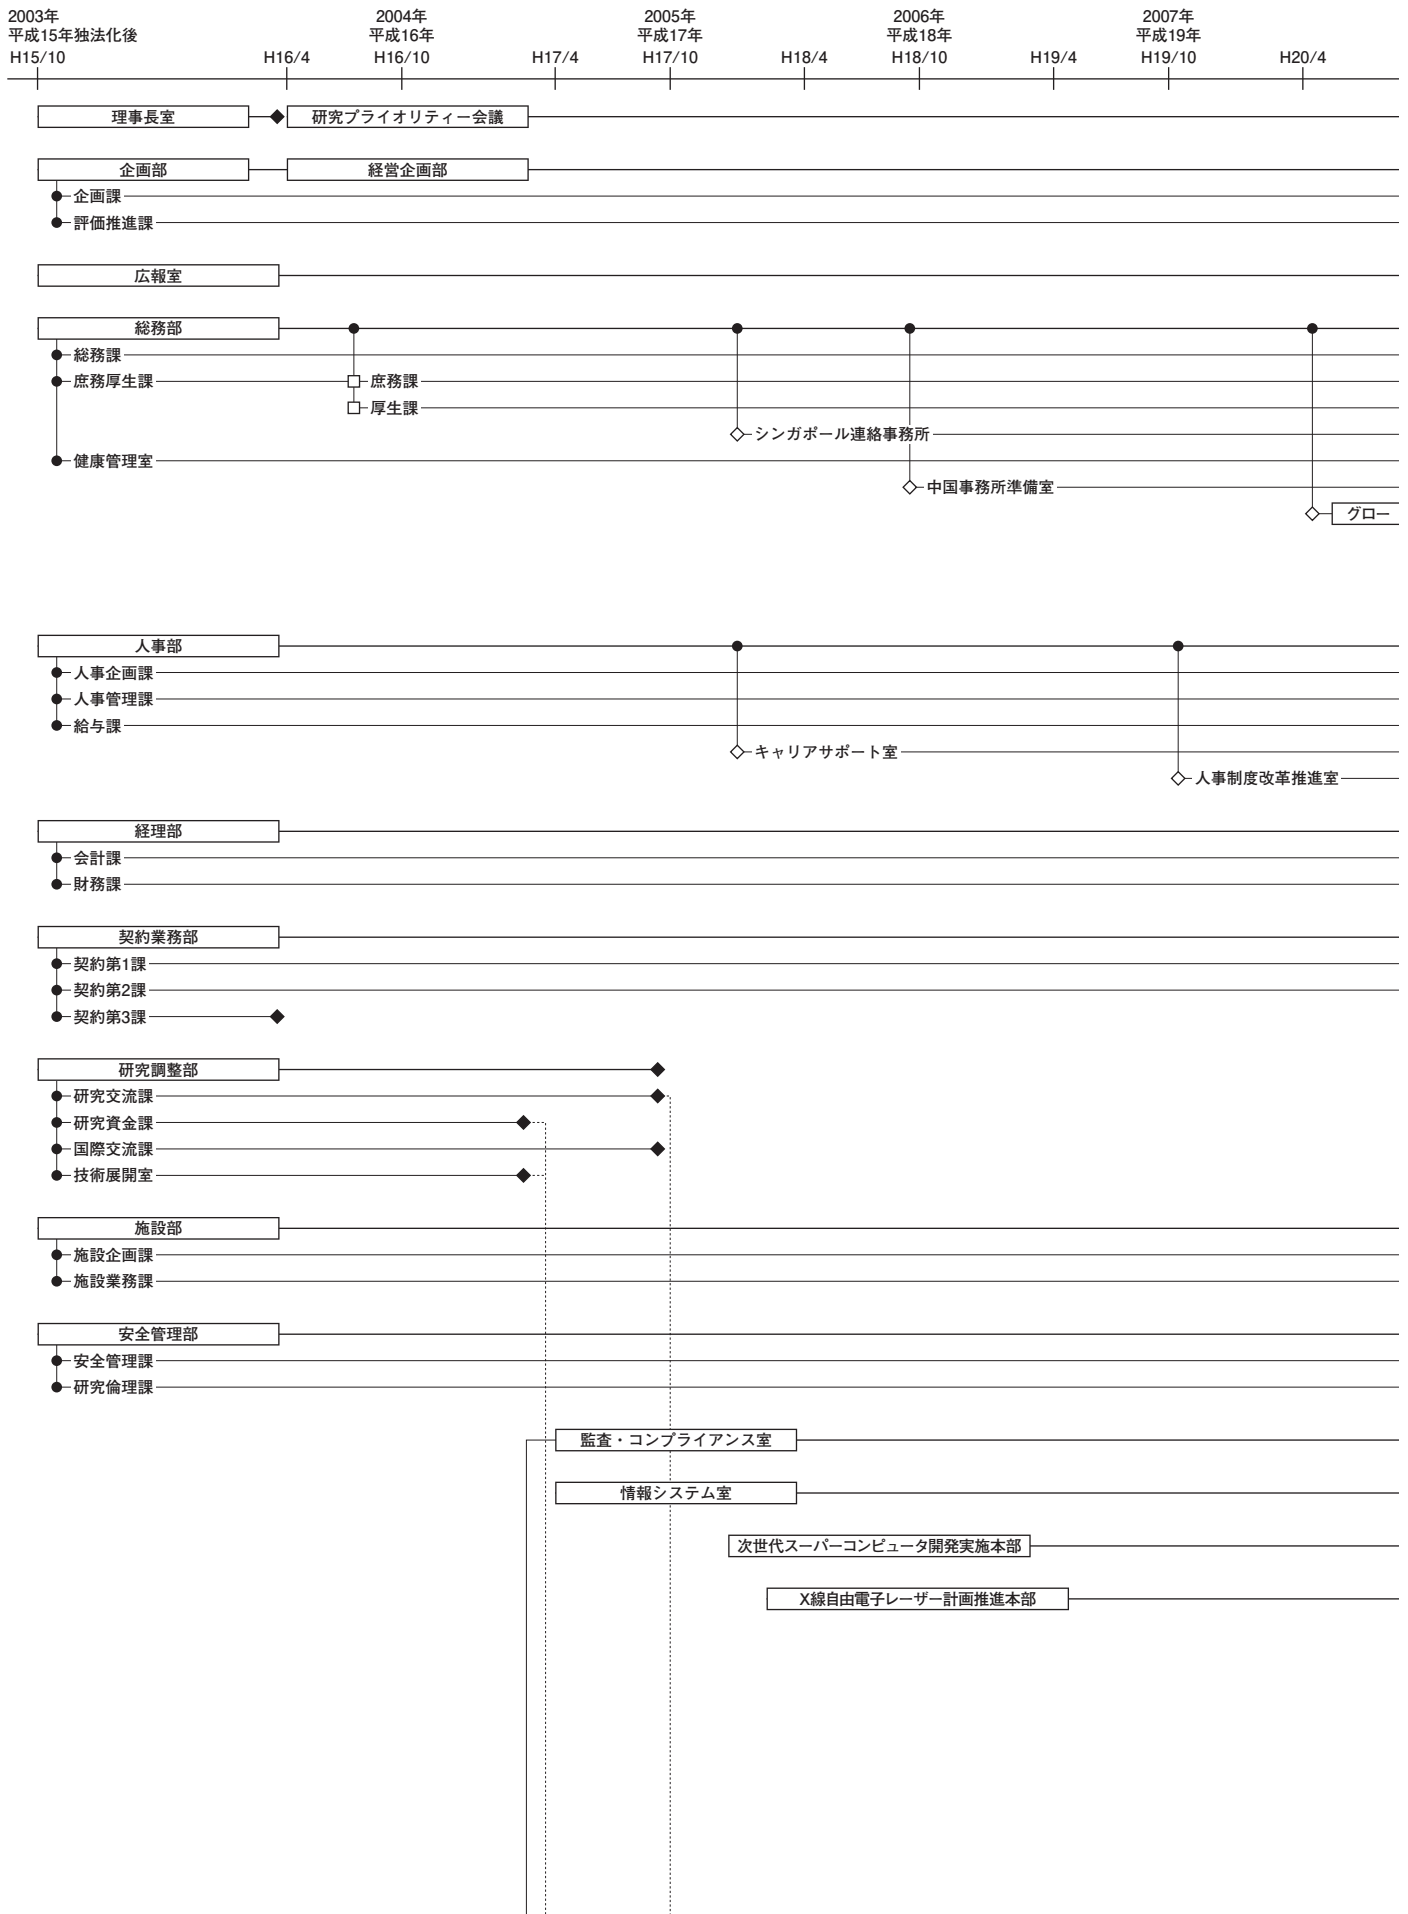 2003年 2004年 2005年 2006年 2007年
平成15年独法化後 平成16年 平成17年 平成18年 平成19年
H15/10 H16/4 H16/10 H17/4 H17/10 H18/4 H18/10 H19/4 H19/10 H20/4
理事長室 研究プライオリティー会議
企画部 経営企画部
企画課
評価推進課
広報室
総務部
総務課
庶務厚生課 庶務課
厚生課
シンガポール連絡事務所
健康管理室
中国事務所準備室
グロー
人事部
人事企画課
人事管理課
給与課
キャリアサポート室
人事制度改革推進室
経理部
会計課
財務課
契約業務部
契約第1課
契約第2課
契約第3課
研究調整部
研究交流課
研究資金課
国際交流課
技術展開室
施設部
施設企画課
施設業務課
安全管理部
安全管理課
研究倫理課
監査・コンプライアンス室
情報システム室
次世代スーパーコンピュータ開発実施本部
X線自由電子レーザー計画推進本部